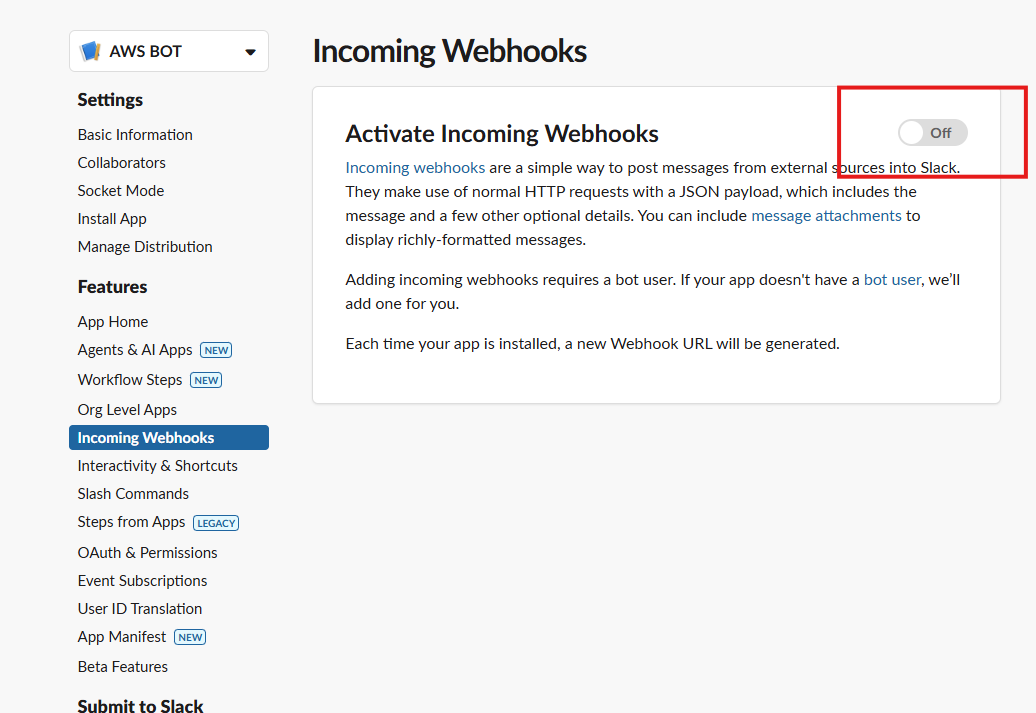 AWS BOT
Settings
Basic Information
Collaborators
Socket Mode
Install App
Manage Distribution
Features
App Home
Agents & AI Apps NEW
Workflow Steps NEW
Org Level Apps
Incoming Webhooks
Interactivity & Shortcuts
Slash Commands
Steps from Apps LEGACY
OAuth & Permissions
Event Subscriptions
User ID Translation
App Manifest NEW
Beta Features
Submit to Slack
Incoming Webhooks
Activate Incoming Webhooks
Off
Incoming webhooks are a simple way to post messages from external sources into Slack.
They make use of normal HTTP requests with a JSON payload, which includes the
message and a few other optional details. You can include message attachments to
display richly-formatted messages.
Adding incoming webhooks requires a bot user. If your app doesn't have a bot user, we’ll
add one for you.
Each time your app is installed, a new Webhook URL will be generated.